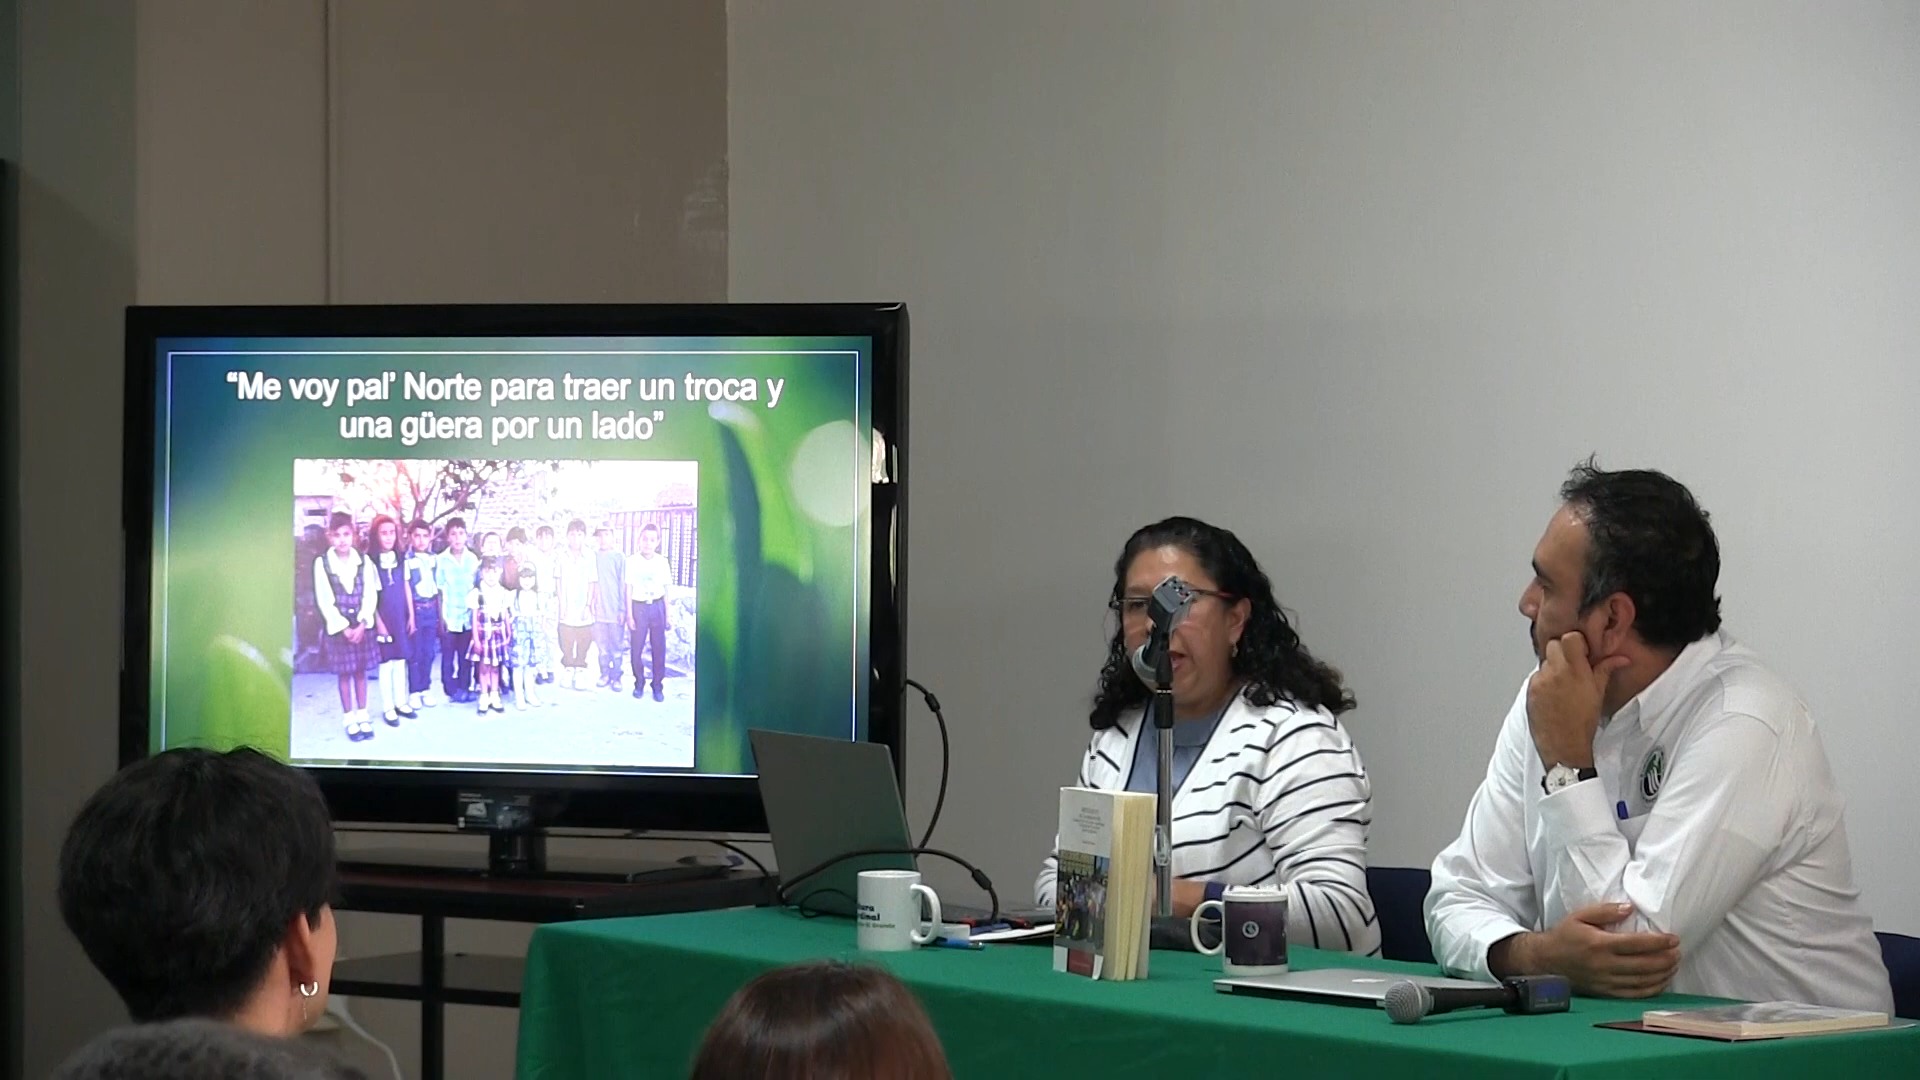 “Me voy pal’ Norte para traer un troca y
una güera por un lado”